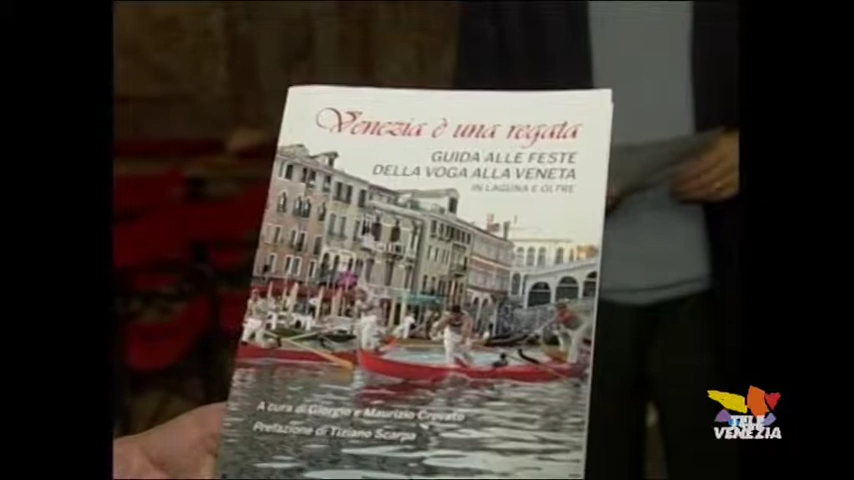 Venezia è una regata
GUIDA ALLE FESTE
DELLA VOGA ALLA VENETA
IN LAGUNA E OLTRE
A cura di Giorgio e Maurizio Crovato
Prefazione di Tiziano Scarpa
TELE
VENEZIA